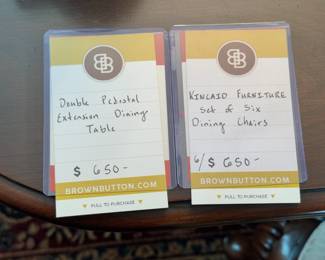 BB
Double Pedestal
Extension Dining
Table
$ 650-
BROWNBUTTON.COM
PULL TO PURCHASE
BB
KINCAID FURNITURE
Set of Six
Dining Chairs
6/$ 650-
BROWNBUTTON.COM
PULL TO PURCHASE